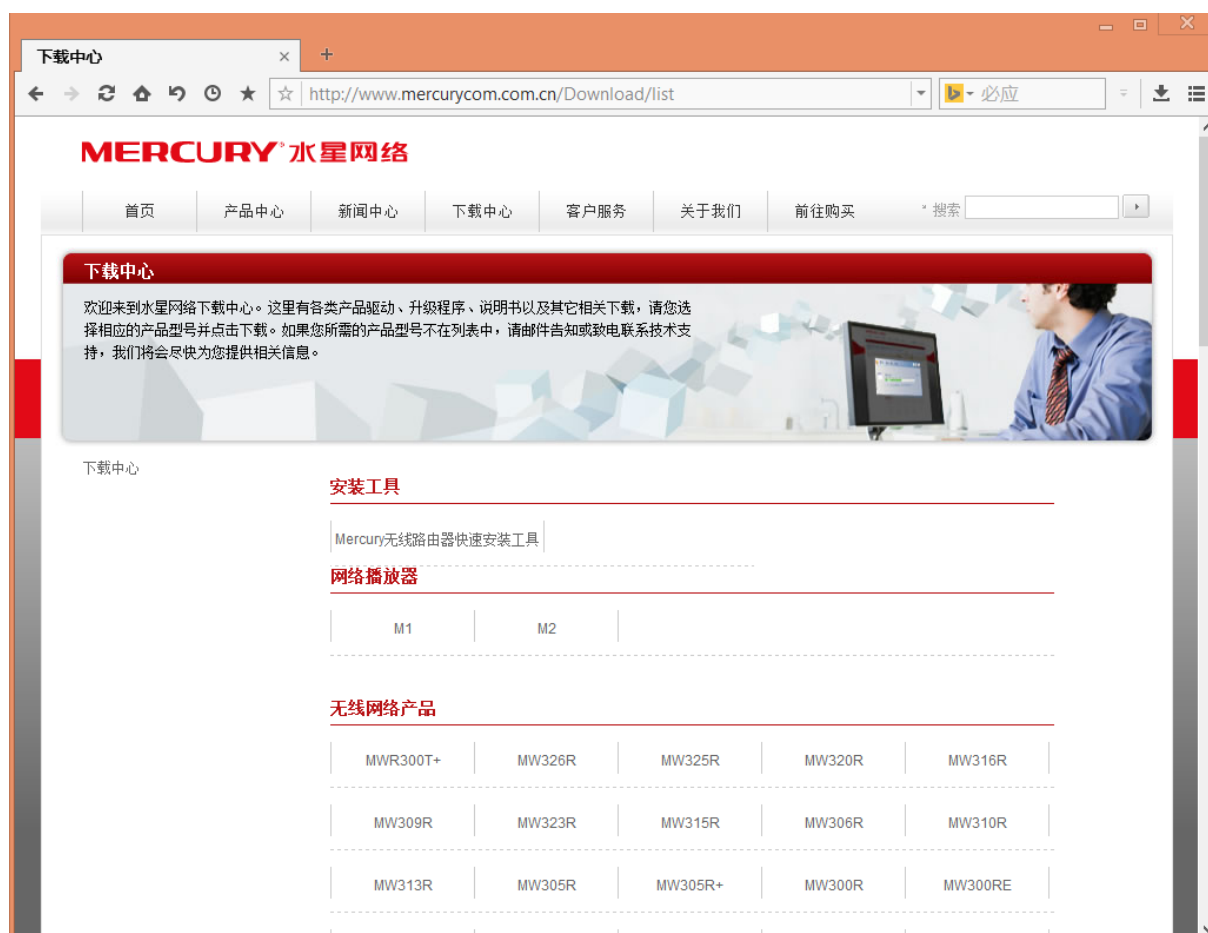 下载中心
http://www.mercurycom.com.cn/Download/list
必应
MERCURY 水星网络
首页 产品中心 新闻中心 下载中心 客户服务 关于我们 前往购买 搜索
下载中心
欢迎来到水星网络下载中心。这里有各类产品驱动、升级程序、说明书以及其它相关下载，请您选
择相应的产品型号并点击下载。如果您所需的产品型号不在列表中，请邮件告知或致电联系技术支
持，我们将会尽快为您提供相关信息。
下载中心
安装工具
Mercury无线路由器快速安装工具
网络播放器
M1 M2
无线网络产品
MWR300T+ MW326R MW325R MW320R MW316R
MW309R MW323R MW315R MW306R MW310R
MW313R MW305R MW305R+ MW300R MW300RE